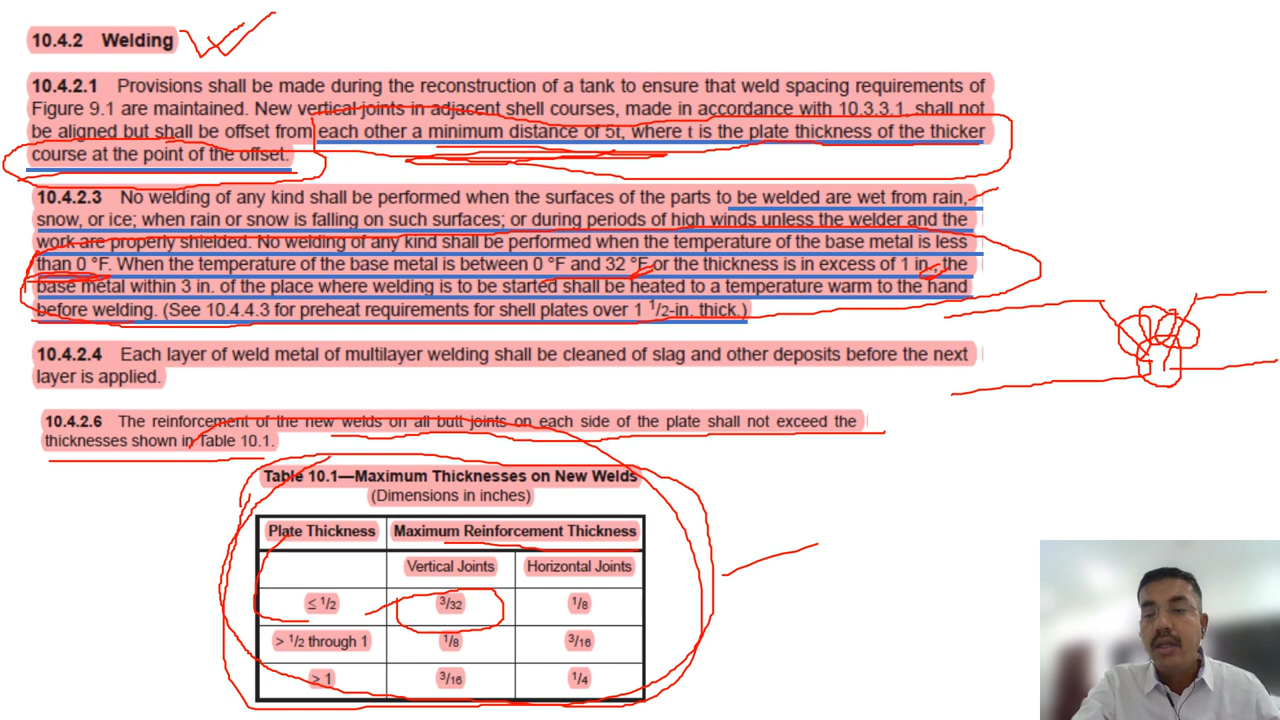 10.4.2 Welding
10.4.2.1 Provisions shall be made during the reconstruction of a tank to ensure that weld spacing requirements of
Figure 9.1 are maintained. New vertical joints in adjacent shell courses, made in accordance with 10.3.3.1, shall not
be aligned but shall be offset from each other a minimum distance of 5t, where t is the plate thickness of the thicker
course at the point of the offset.
10.4.2.3 No welding of any kind shall be performed when the surfaces of the parts to be welded are wet from rain,
snow, or ice; when rain or snow is falling on such surfaces; or during periods of high winds unless the welder and the
work are properly shielded. No welding of any kind shall be performed when the temperature of the base metal is less
than 0 °F. When the temperature of the base metal is between 0 °F and 32 °F or the thickness is in excess of 1 in., the
base metal within 3 in. of the place where welding is to be started shall be heated to a temperature warm to the hand
before welding. (See 10.4.4.3 for preheat requirements for shell plates over 1 1/2-in. thick.)
10.4.2.4 Each layer of weld metal of multilayer welding shall be cleaned of slag and other deposits before the next
layer is applied.
10.4.2.6 The reinforcement of the new welds on all butt joints on each side of the plate shall not exceed the
thicknesses shown in Table 10.1.
Table 10.1—Maximum Thicknesses on New Welds
(Dimensions in inches)
Plate Thickness Maximum Reinforcement Thickness
Vertical Joints Horizontal Joints
≤ 1/2 3/32 1/8
> 1/2 through 1 1/8 3/16
> 1 3/16 1/4